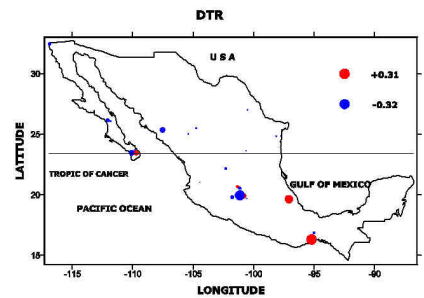 DTR
U S A
+0.31
-0.32
30
25
20
15
LATITUDE
TROPIC OF CANCER
GULF OF MEXICO
PACIFIC OCEAN
-115
-110
-105
-100
-95
-90
LONGITUDE